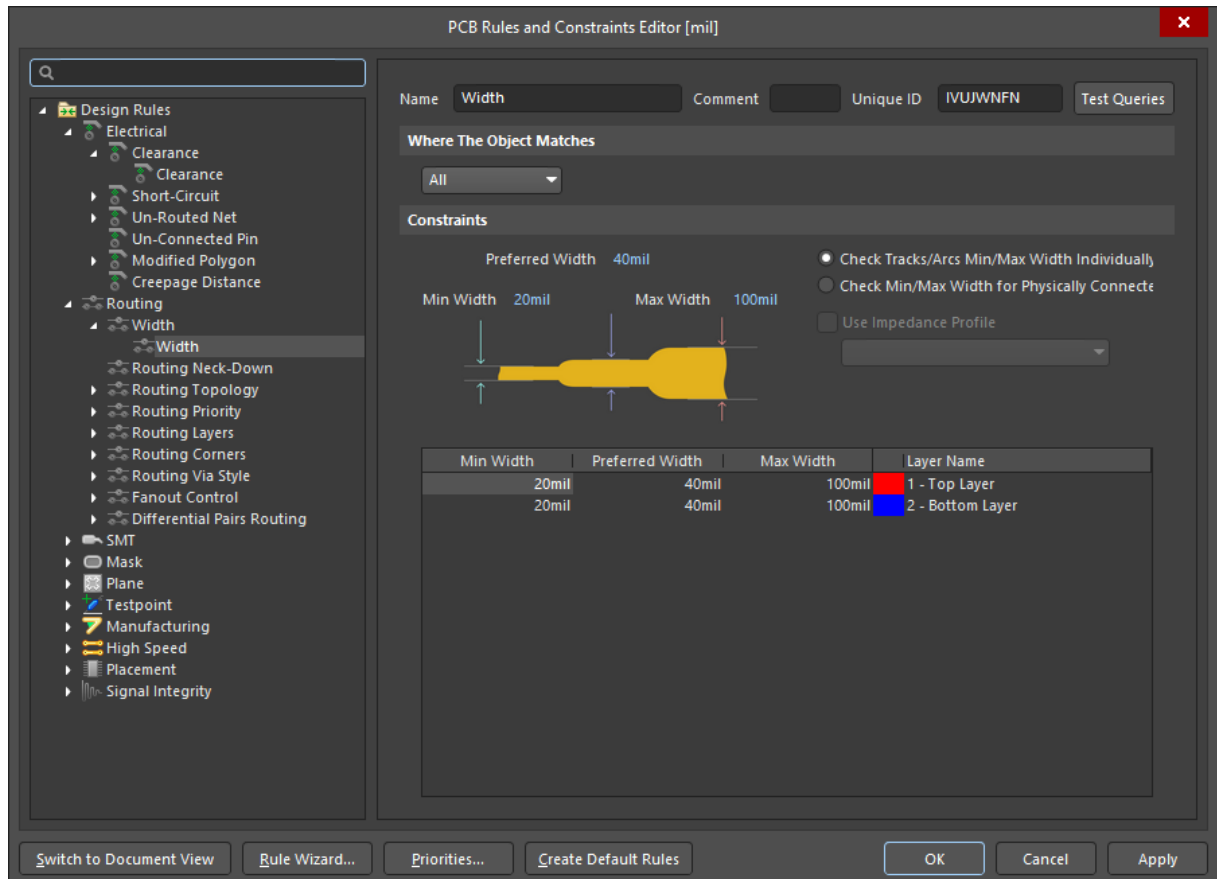 PCB Rules and Constraints Editor [mil]
Design Rules
Electrical
Clearance
Clearance
Short-Circuit
Un-Routed Net
Un-Connected Pin
Modified Polygon
Creepage Distance
Routing
Width
Width
Routing Neck-Down
Routing Topology
Routing Priority
Routing Layers
Routing Corners
Routing Via Style
Fanout Control
Differential Pairs Routing
SMT
Mask
Plane
Testpoint
Manufacturing
High Speed
Placement
Signal Integrity
Name Width Comment Unique ID IVUJWNFN Test Queries
Where The Object Matches
All
Constraints
Preferred Width 40mil
Min Width 20mil Max Width 100mil
Check Tracks/Arcs Min/Max Width Individually
Check Min/Max Width for Physically Connecte
Use Impedance Profile
Min Width Preferred Width Max Width Layer Name
20mil 40mil 100mil 1 - Top Layer
20mil 40mil 100mil 2 - Bottom Layer
Switch to Document View Rule Wizard... Priorities... Create Default Rules OK Cancel Apply